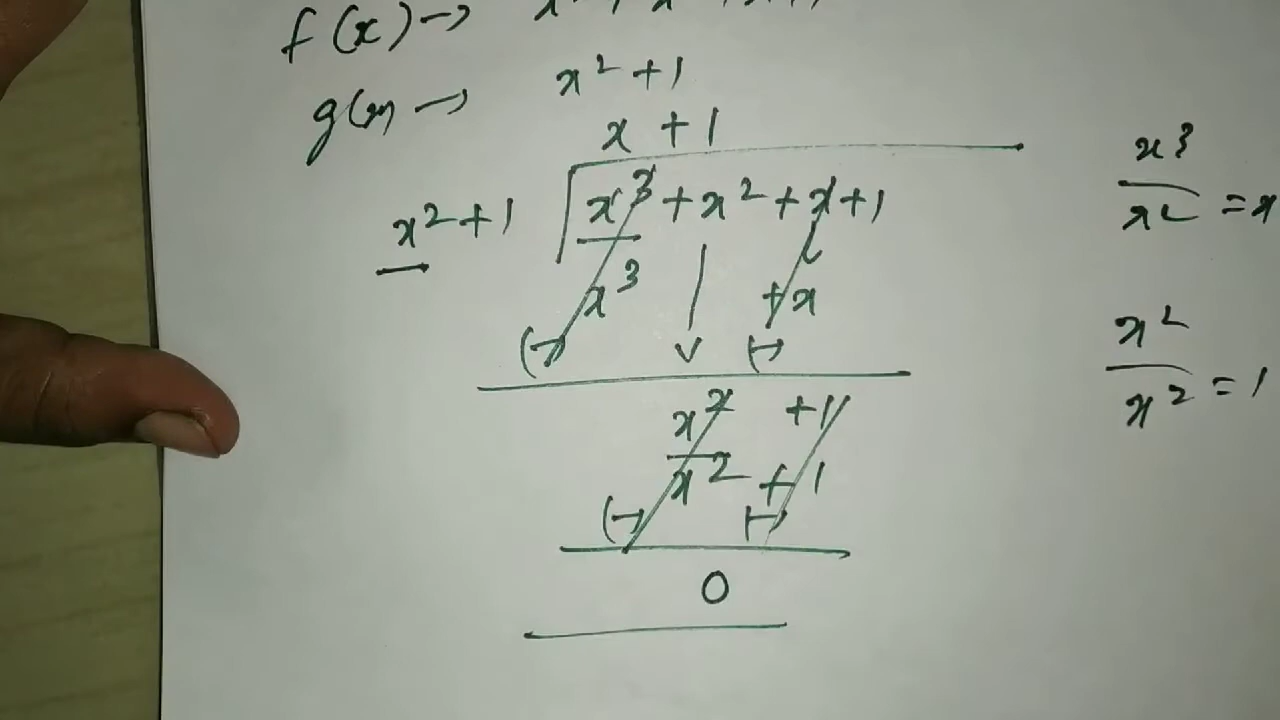 f(x) →
g(x) → x² + 1
x + 1
x² + 1 x³ + x² + x + 1
x³ + x
(-) (-)
x² + 1
x² + 1
(-) (-)
0
x³
x² = x
x²
x² = 1